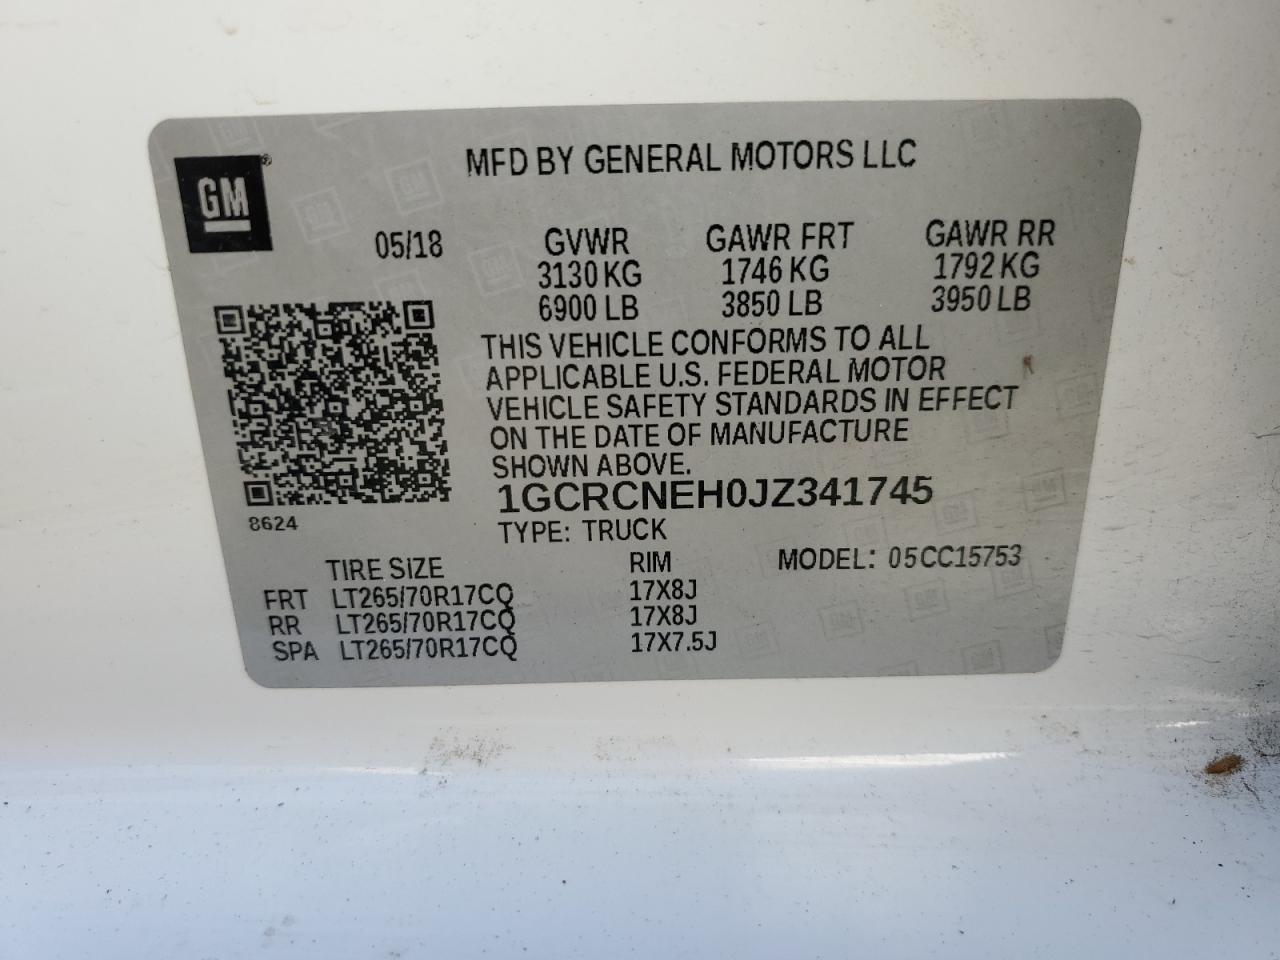 MFD BY GENERAL MOTORS LLC
GM®
05/18 GVWR GAWR FRT GAWR RR
3130 KG 1746 KG 1792 KG
6900 LB 3850 LB 3950 LB
THIS VEHICLE CONFORMS TO ALL
APPLICABLE U.S. FEDERAL MOTOR
VEHICLE SAFETY STANDARDS IN EFFECT
ON THE DATE OF MANUFACTURE
SHOWN ABOVE.
1GCRCNEH0JZ341745
8624
TYPE: TRUCK
TIRE SIZE RIM MODEL: 05CC15753
FRT LT265/70R17CQ 17X8J
RR LT265/70R17CQ 17X8J
SPA LT265/70R17CQ 17X7.5J